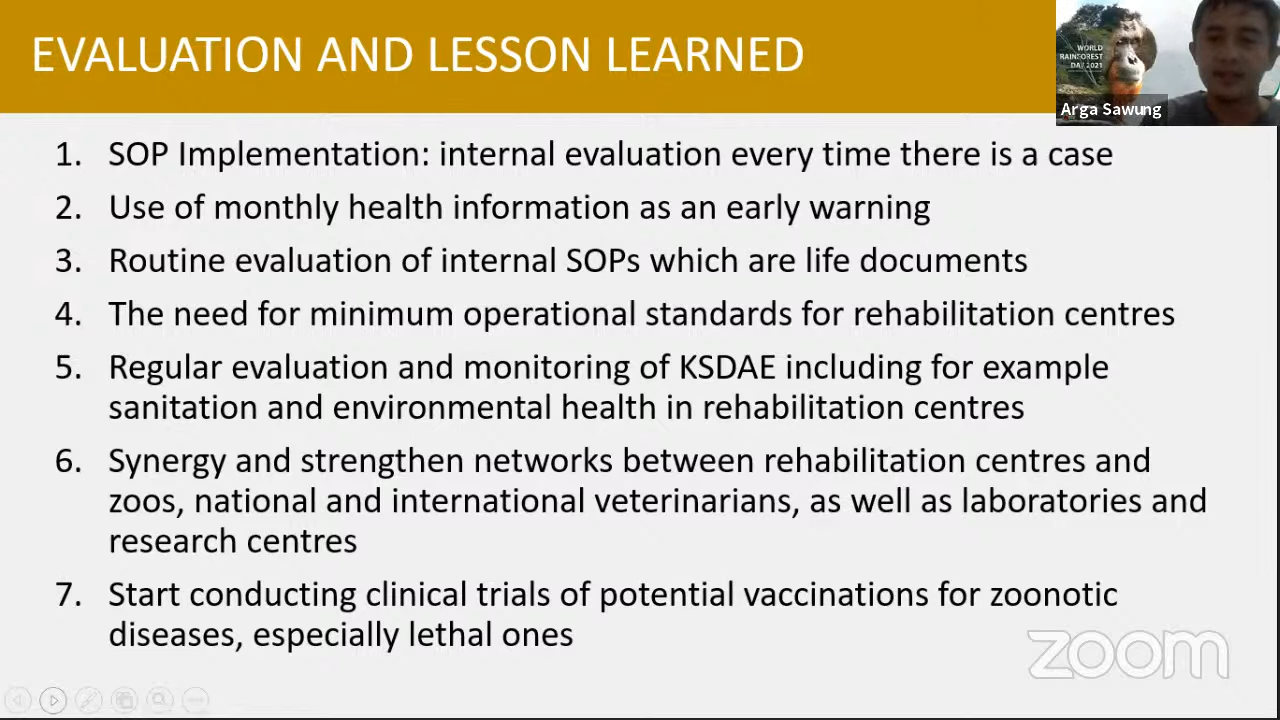 EVALUATION AND LESSON LEARNED
WORLD
RAINFOREST
DAY 2021
Arga Sawung
1. SOP Implementation: internal evaluation every time there is a case
2. Use of monthly health information as an early warning
3. Routine evaluation of internal SOPs which are life documents
4. The need for minimum operational standards for rehabilitation centres
5. Regular evaluation and monitoring of KSDAE including for example
sanitation and environmental health in rehabilitation centres
6. Synergy and strengthen networks between rehabilitation centres and
zoos, national and international veterinarians, as well as laboratories and
research centres
7. Start conducting clinical trials of potential vaccinations for zoonotic
diseases, especially lethal ones
zoom